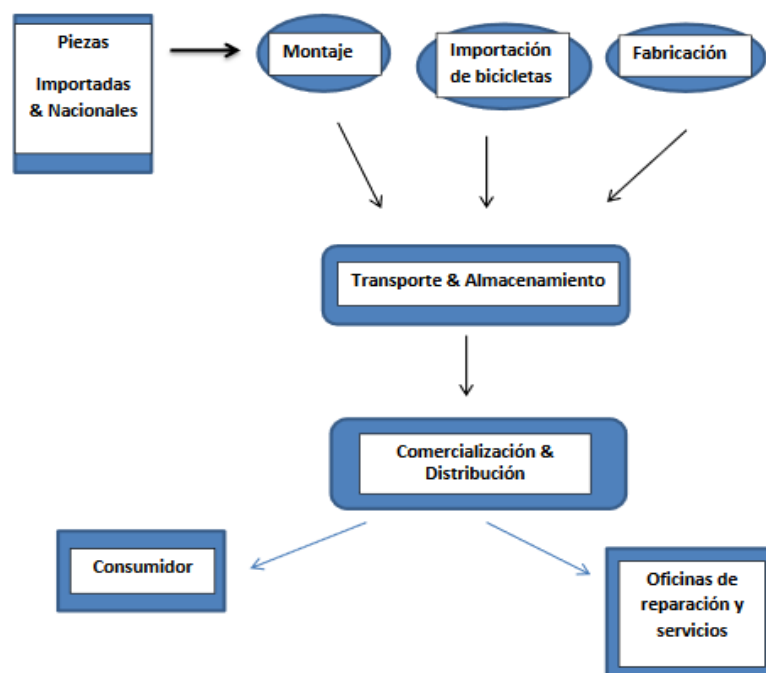 Piezas
Importadas
& Nacionales
Montaje
Importación
de bicicletas
Fabricación
Transporte & Almacenamiento
Comercialización &
Distribución
Consumidor
Oficinas de
reparación y
servicios